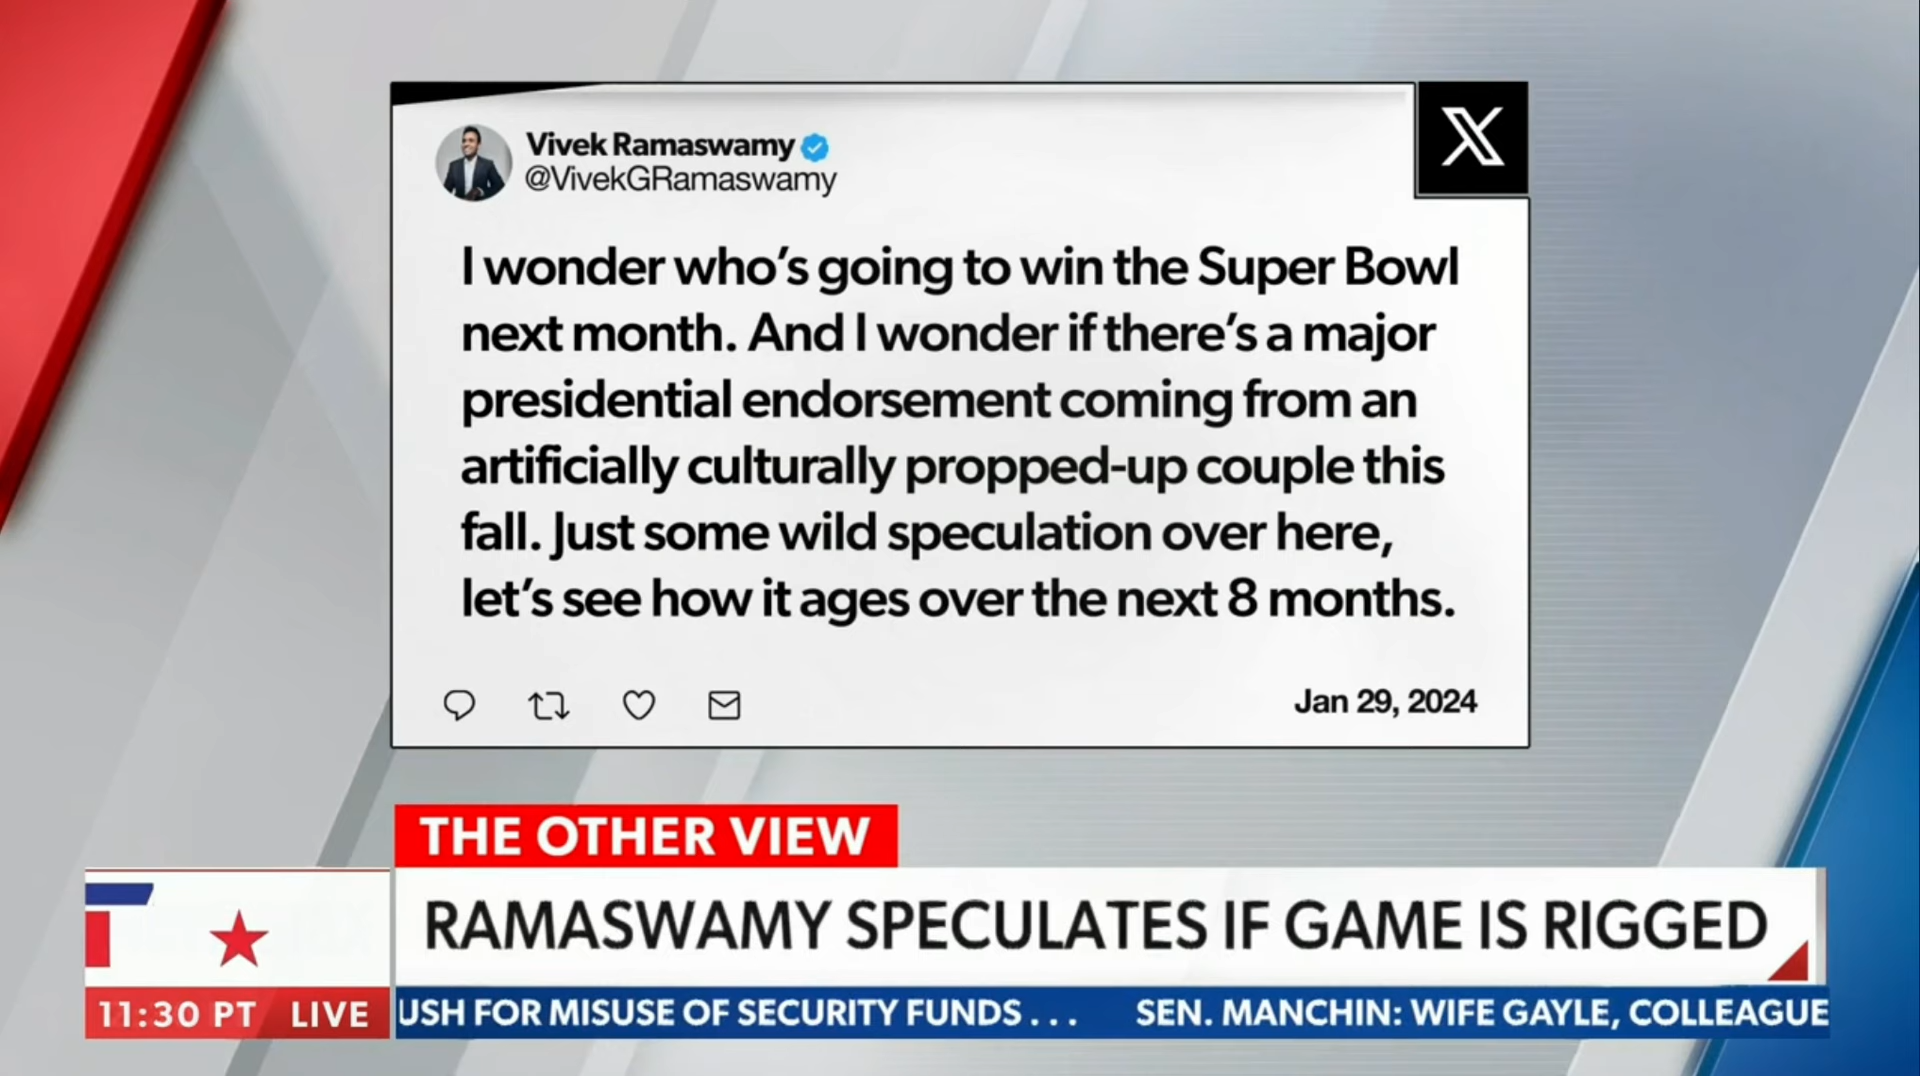 Vivek Ramaswamy
@VivekGRamaswamy
X
I wonder who's going to win the Super Bowl
next month. And I wonder if there's a major
presidential endorsement coming from an
artificially culturally propped-up couple this
fall. Just some wild speculation over here,
let's see how it ages over the next 8 months.
Jan 29, 2024
THE OTHER VIEW
RAMASWAMY SPECULATES IF GAME IS RIGGED
11:30 PT LIVE
USH FOR MISUSE OF SECURITY FUNDS . . . SEN. MANCHIN: WIFE GAYLE, COLLEAGUE